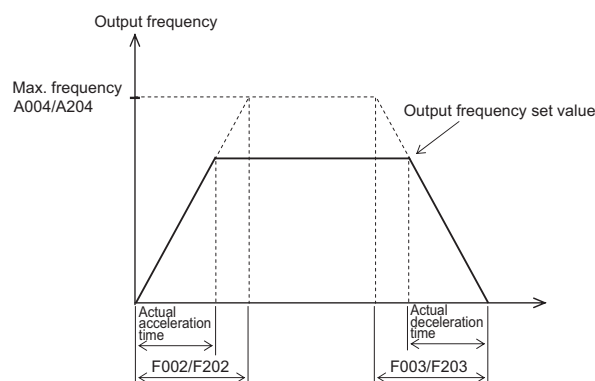 Output frequency
Max. frequency
A004/A204
Output frequency set value
Actual
acceleration
time
Actual
deceleration
time
F002/F202
F003/F203